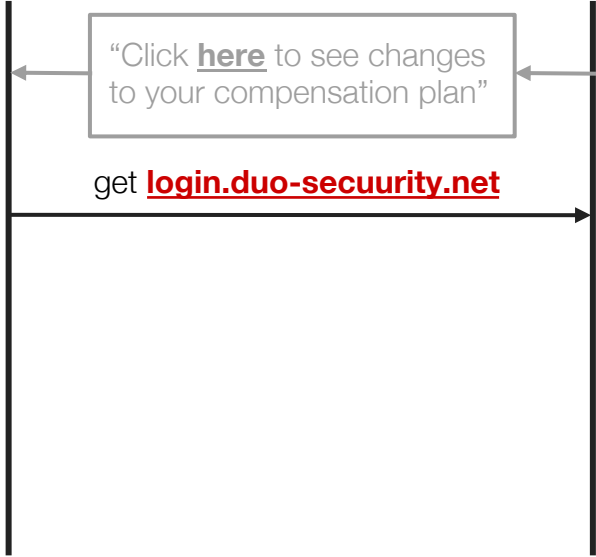 “Click here to see changes
to your compensation plan”
get login.duo-secuurity.net